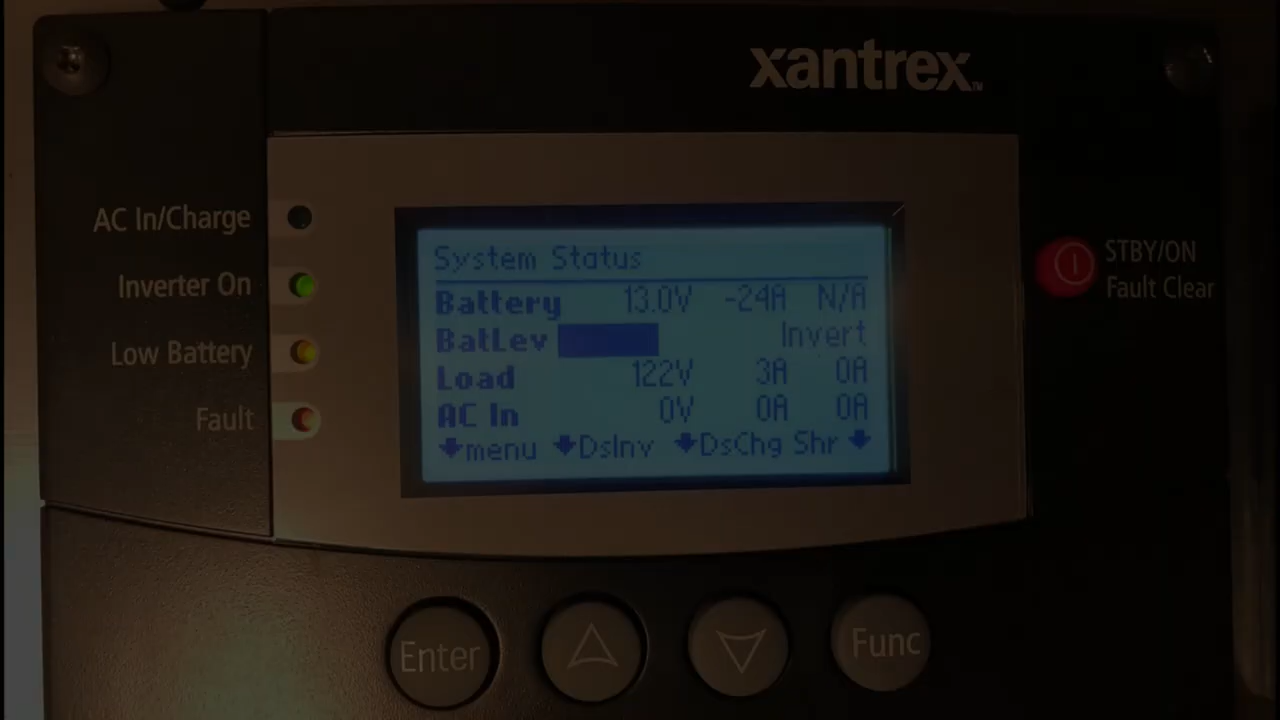 xantrex™
AC In/Charge
Inverter On
Low Battery
Fault
System Status
Battery 13.0V -24A N/A
BatLev Invert
Load 122V 3A 0A
AC In 0V 0A 0A
menu DsInv DsChg Shr
STBY/ON
Fault Clear
Enter Func